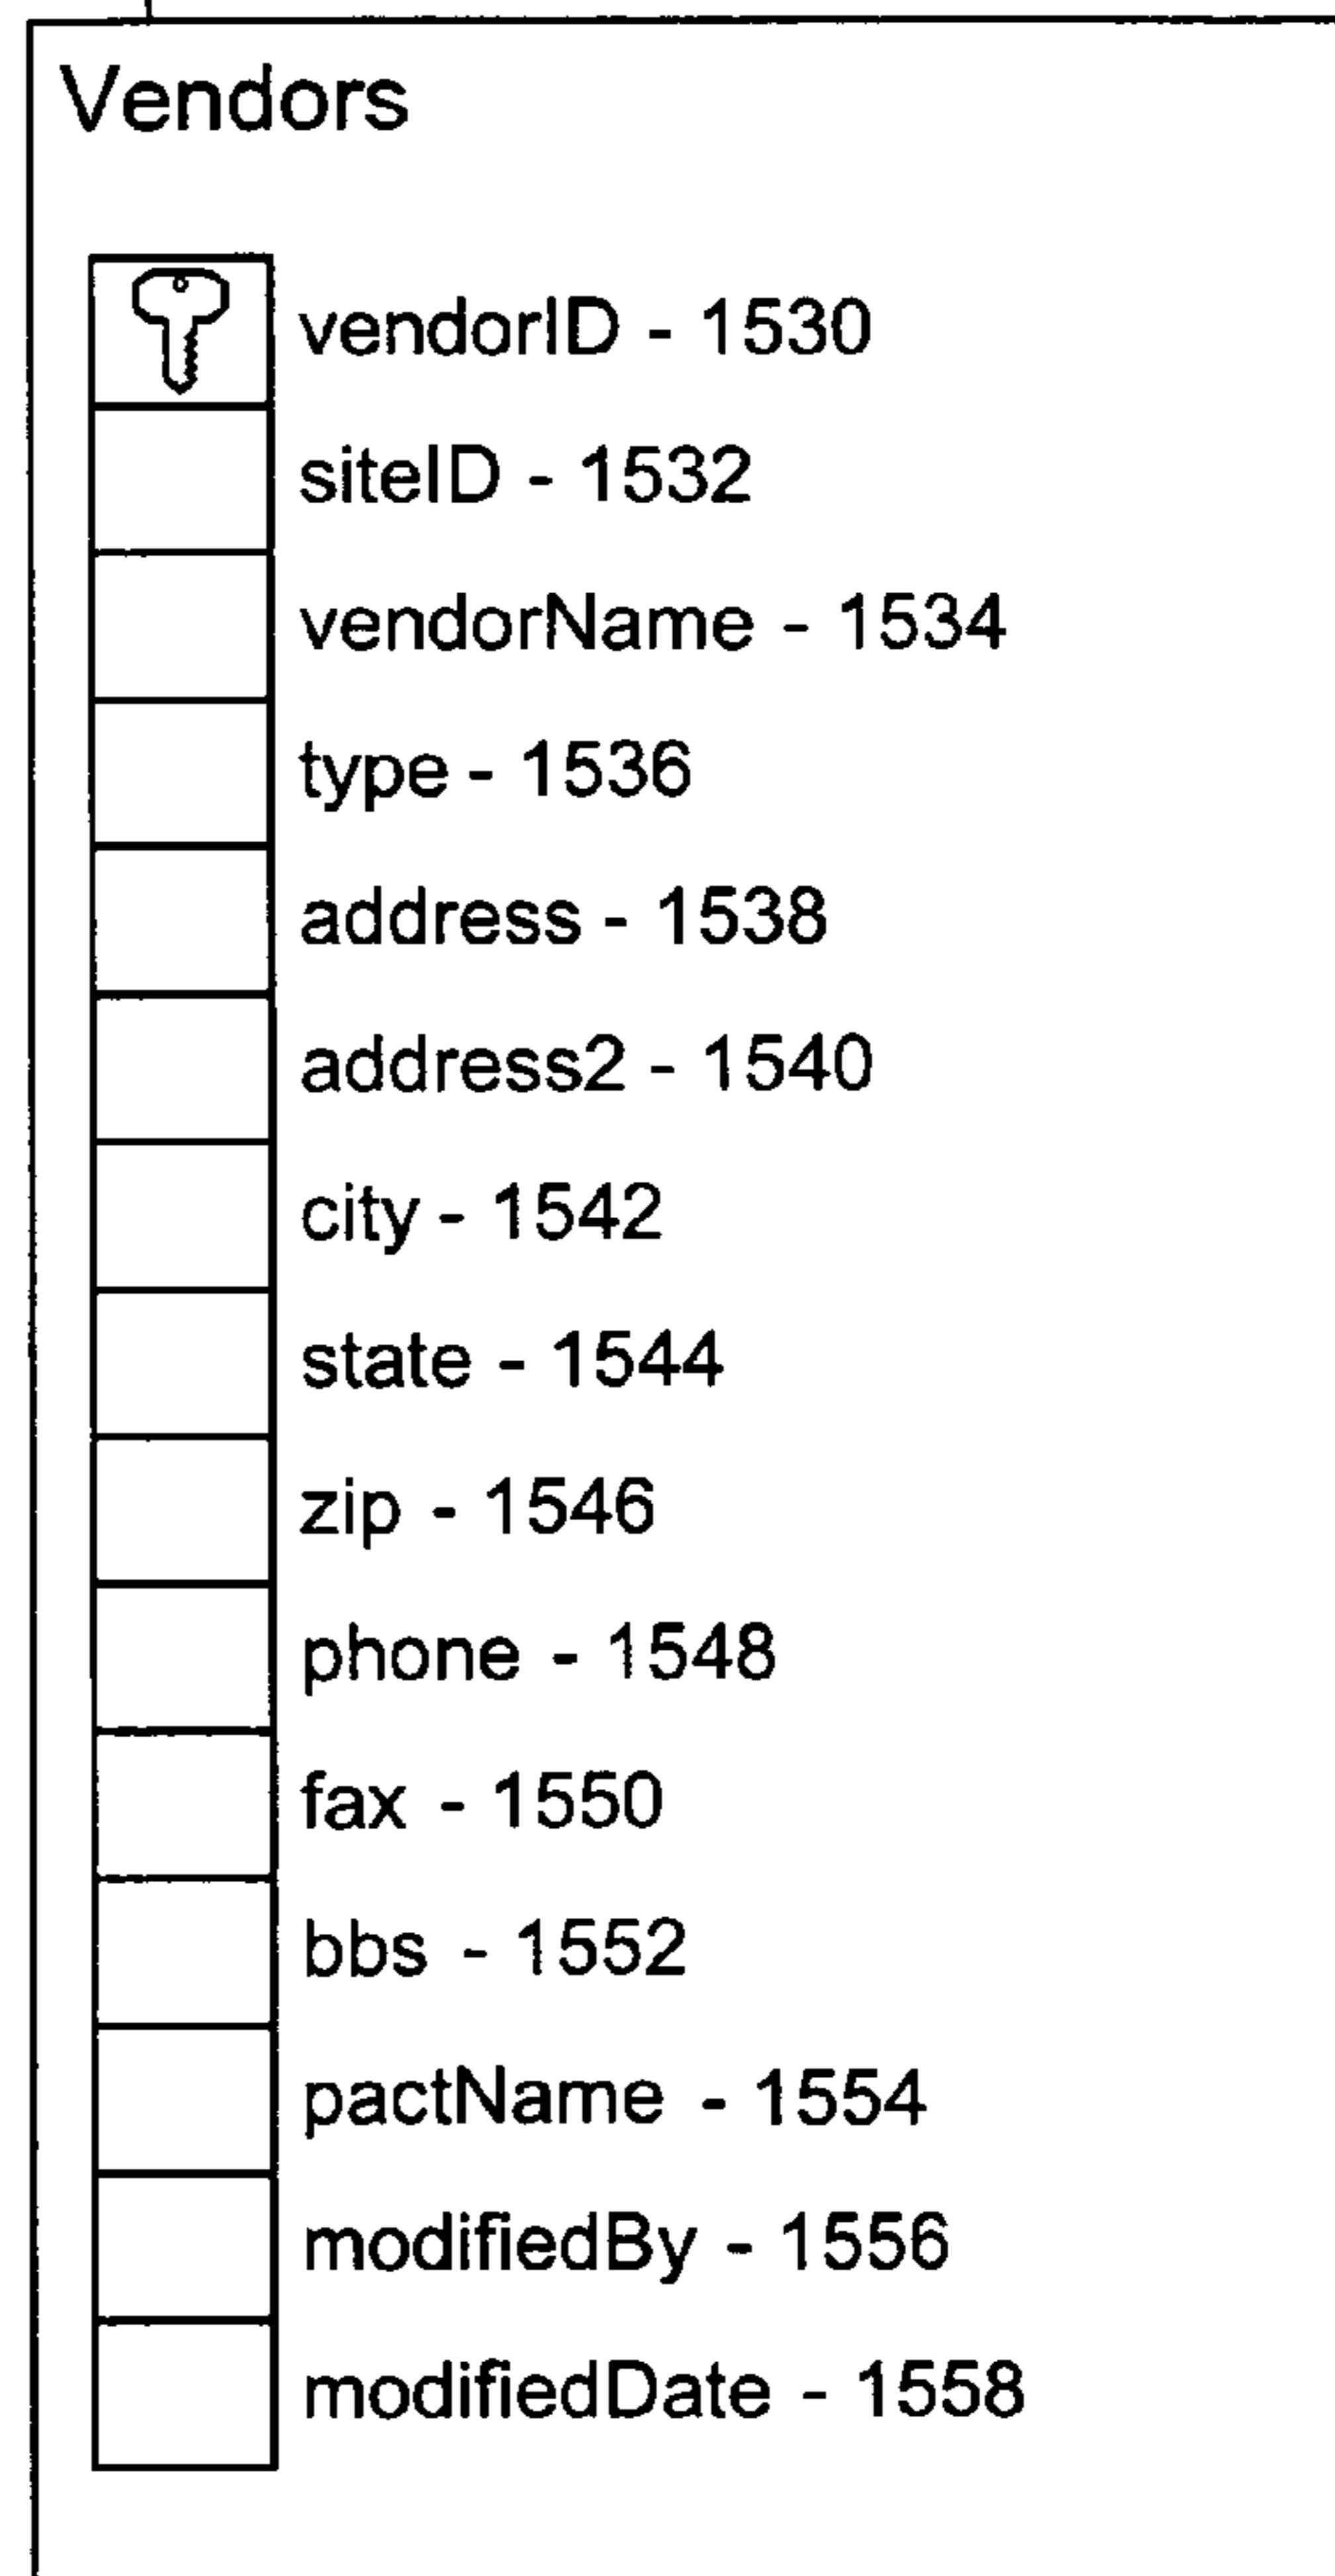 Vendors
vendorID - 1530
siteID - 1532
vendorName - 1534
type - 1536
address - 1538
address2 - 1540
city - 1542
state - 1544
zip - 1546
phone - 1548
fax - 1550
bbs - 1552
pactName - 1554
modifiedBy - 1556
modifiedDate - 1558